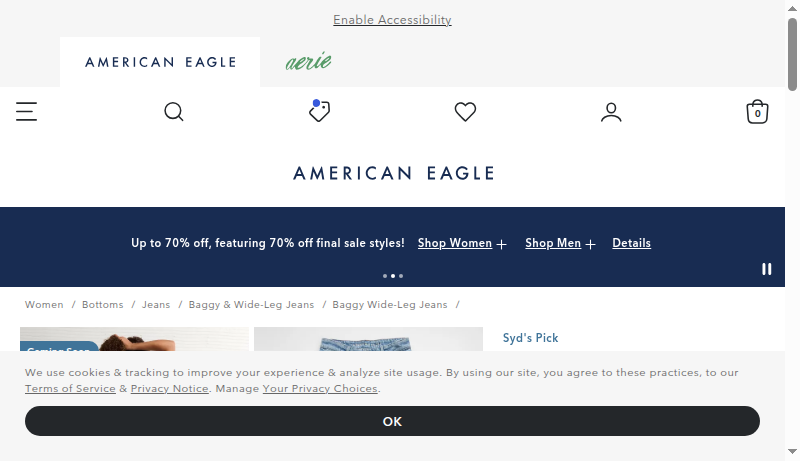 Enable Accessibility
AMERICAN EAGLE
aerie
0
AMERICAN EAGLE
Up to 70% off, featuring 70% off final sale styles! Shop Women + Shop Men + Details
Women / Bottoms / Jeans / Baggy & Wide-Leg Jeans / Baggy Wide-Leg Jeans /
Syd's Pick
Coming Soon
We use cookies & tracking to improve your experience & analyze site usage. By using our site, you agree to these practices, to our
Terms of Service & Privacy Notice. Manage Your Privacy Choices.
OK